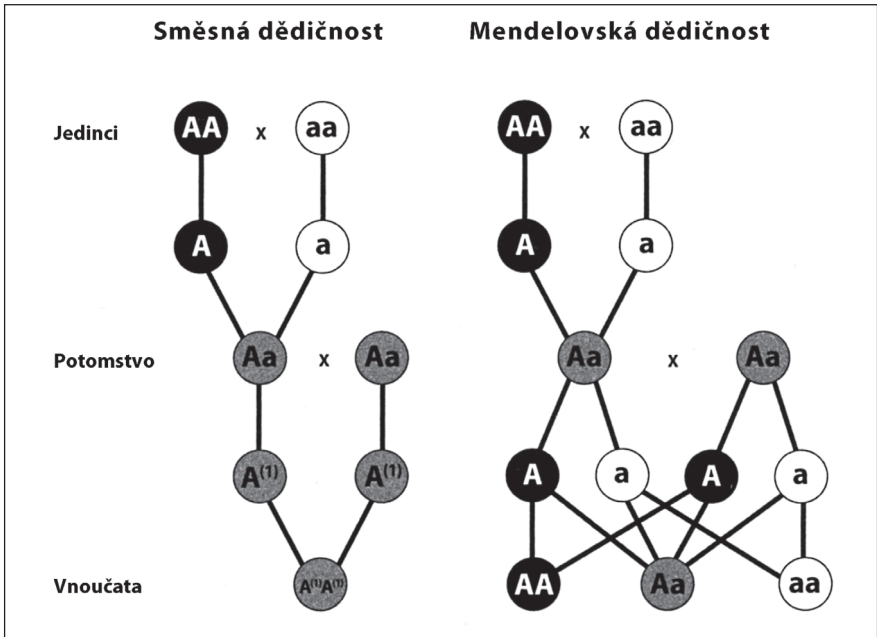 Směsná dědičnost Mendelovská dědičnost
Jedinci AA x aa AA x aa
A a A a
Potomstvo Aa x Aa Aa x Aa
A(1) A(1) A a A a
Vnoučata A(1)A(1) AA Aa aa